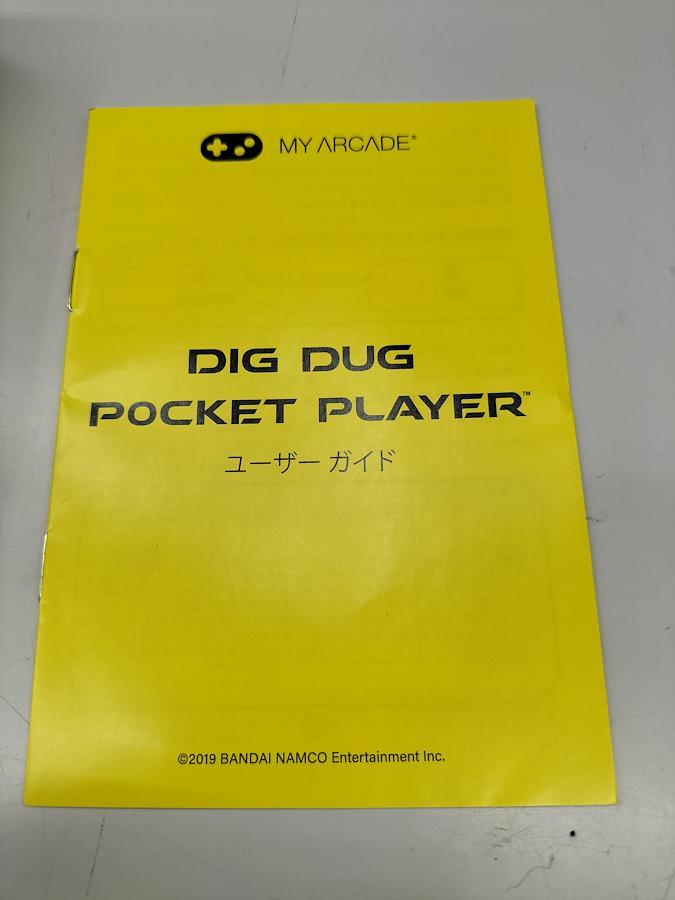 MY ARCADE®
DIG DUG
POCKET PLAYER™
ユーザー ガイド
©2019 BANDAI NAMCO Entertainment Inc.